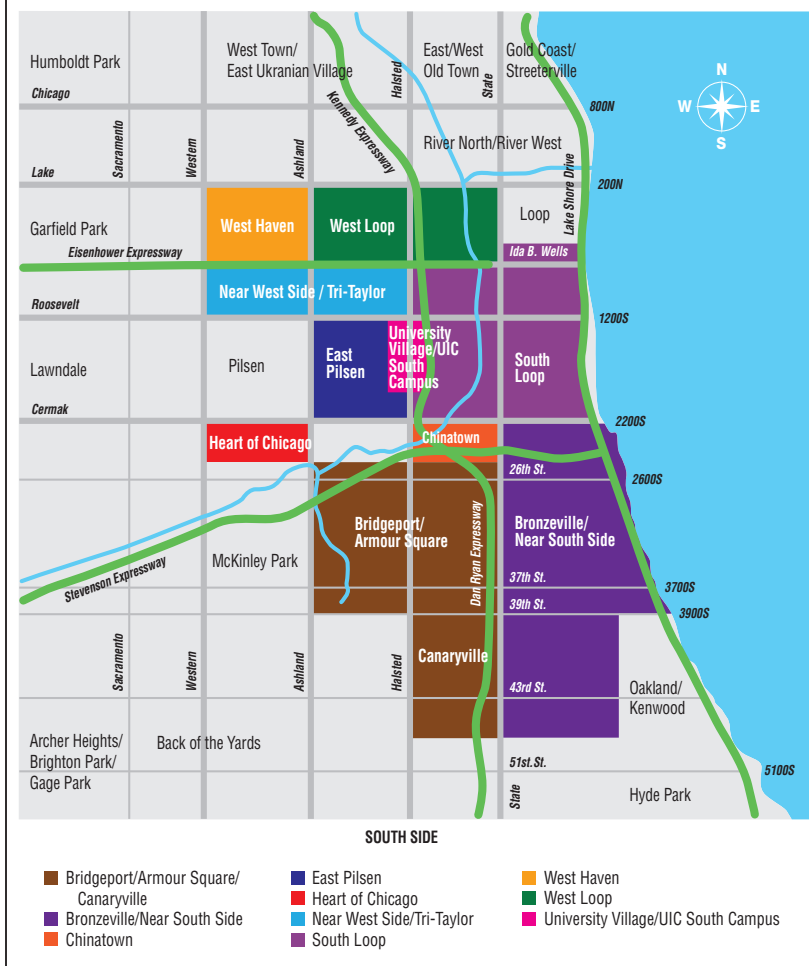 Humboldt Park
West Town/
East Ukranian Village
East/West
Old Town
Gold Coast/
Streeterville
Chicago
Halsted
State
N
W
E
S
800N
Kennedy Expressway
Sacramento
Western
Ashland
River North/River West
Lake
200N
Lake Shore Drive
Garfield Park
West Haven
West Loop
Loop
Eisenhower Expressway
Ida B. Wells
Near West Side / Tri-Taylor
Roosevelt
1200S
Lawndale
Pilsen
East
Pilsen
University
Village/UIC
South
Campus
South
Loop
Cermak
2200S
Heart of Chicago
Chinatown
26th St.
2600S
Bridgeport/
Armour Square
Bronzeville/
Near South Side
Dan Ryan Expressway
McKinley Park
Stevenson Expressway
37th St.
3700S
39th St.
3900S
Sacramento
Western
Ashland
Halsted
Canaryville
43rd St.
Oakland/
Kenwood
Archer Heights/
Brighton Park/
Gage Park
Back of the Yards
51st.St.
5100S
State
Hyde Park
SOUTH SIDE
Bridgeport/Armour Square/
Canaryville
Bronzeville/Near South Side
Chinatown
East Pilsen
Heart of Chicago
Near West Side/Tri-Taylor
South Loop
West Haven
West Loop
University Village/UIC South Campus